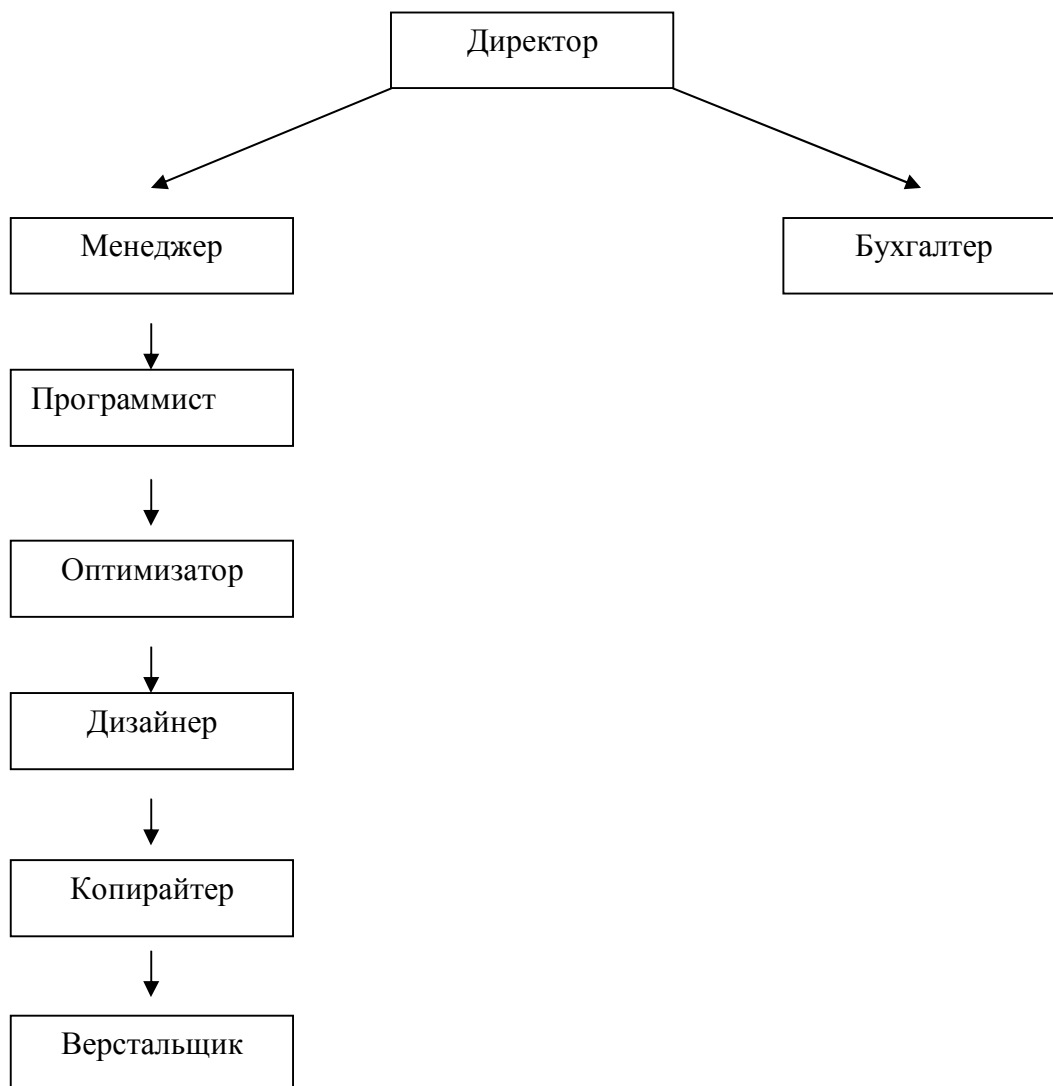 Директор
Менеджер
Бухгалтер
Программист
Оптимизатор
Дизайнер
Копирайтер
Верстальщик